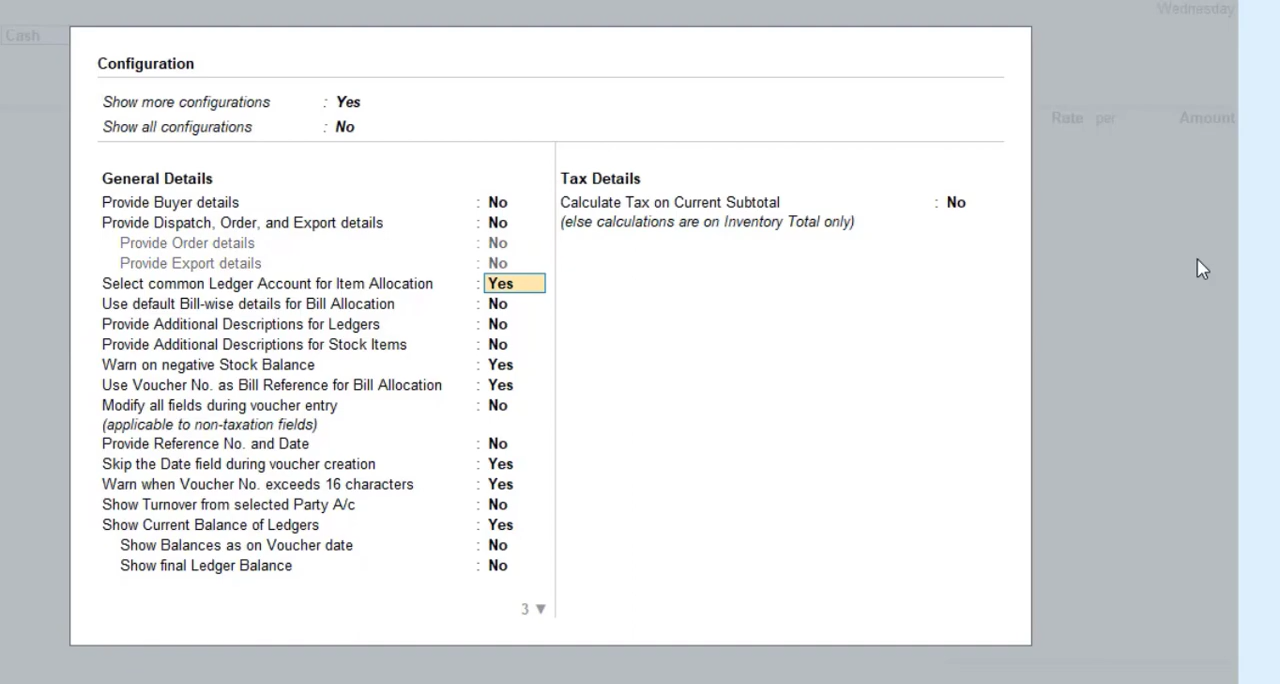 Wednesday
Cash
Configuration
Show more configurations : Yes
Show all configurations : No
Rate per Amount
General Details
Provide Buyer details : No
Provide Dispatch, Order, and Export details : No
Provide Order details : No
Provide Export details : No
Select common Ledger Account for Item Allocation : Yes
Use default Bill-wise details for Bill Allocation : No
Provide Additional Descriptions for Ledgers : No
Provide Additional Descriptions for Stock Items : No
Warn on negative Stock Balance : Yes
Use Voucher No. as Bill Reference for Bill Allocation : Yes
Modify all fields during voucher entry : No
(applicable to non-taxation fields)
Provide Reference No. and Date : No
Skip the Date field during voucher creation : Yes
Warn when Voucher No. exceeds 16 characters : Yes
Show Turnover from selected Party A/c : No
Show Current Balance of Ledgers : Yes
Show Balances as on Voucher date : No
Show final Ledger Balance : No
3 ▼
Tax Details
Calculate Tax on Current Subtotal : No
(else calculations are on Inventory Total only)